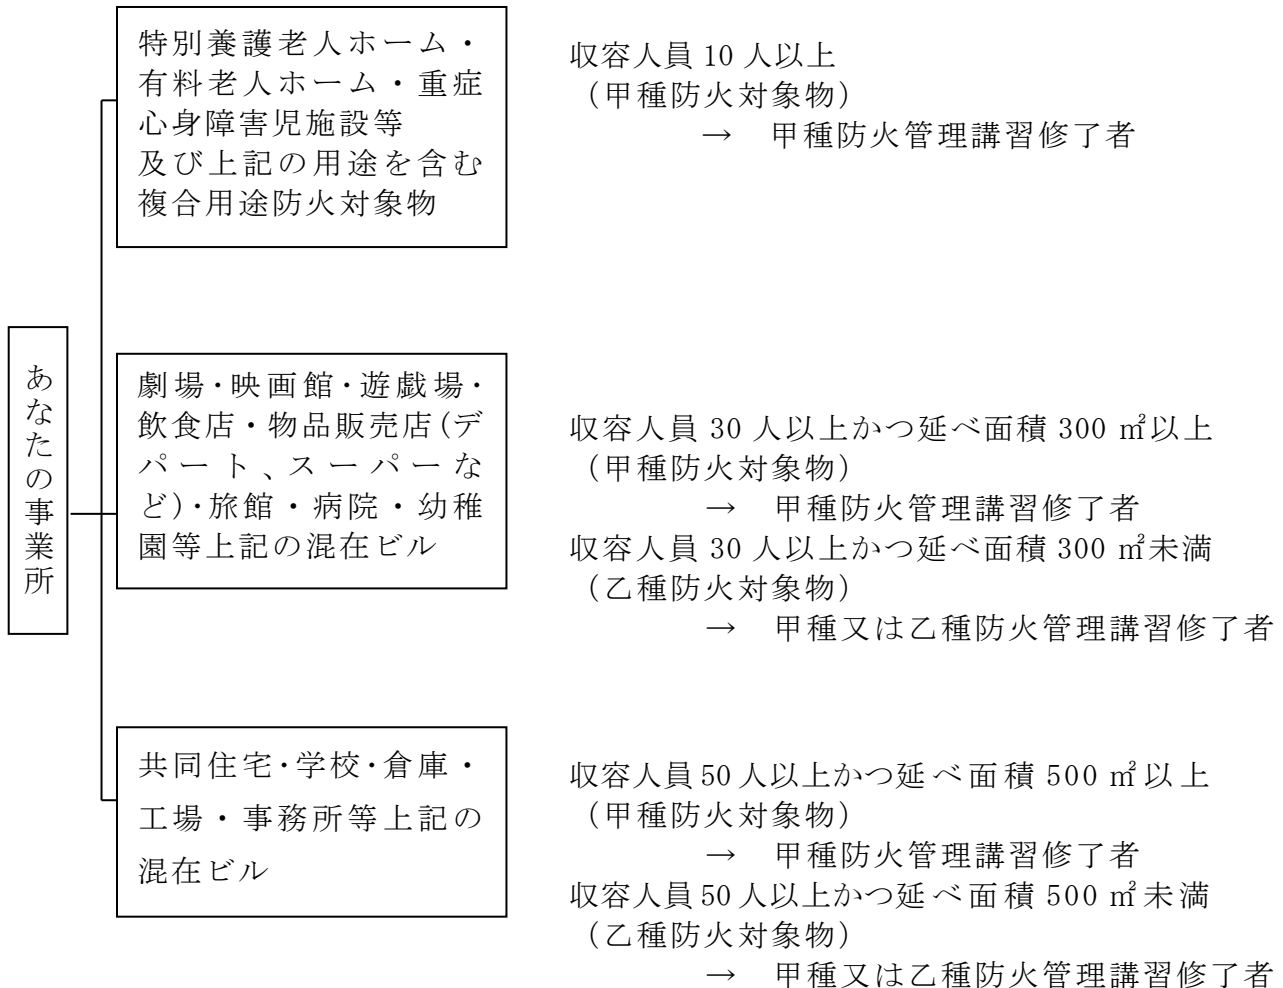 あなたの事業所
特別養護老人ホーム・
有料老人ホーム・重症
心身障害児施設等
及び上記の用途を含む
複合用途防火対象物
収容人員 10 人以上
（甲種防火対象物）
→ 甲種防火管理講習修了者
劇場・映画館・遊戯場・
飲食店・物品販売店(デ
パート、スーパーな
ど)・旅館・病院・幼稚
園等上記の混在ビル
収容人員 30 人以上かつ延べ面積 300 ㎡以上
（甲種防火対象物）
→ 甲種防火管理講習修了者
収容人員 30 人以上かつ延べ面積 300 ㎡未満
（乙種防火対象物）
→ 甲種又は乙種防火管理講習修了者
共同住宅・学校・倉庫・
工場・事務所等上記の
混在ビル
収容人員 50 人以上かつ延べ面積 500 ㎡以上
（甲種防火対象物）
→ 甲種防火管理講習修了者
収容人員 50 人以上かつ延べ面積 500 ㎡未満
（乙種防火対象物）
→ 甲種又は乙種防火管理講習修了者